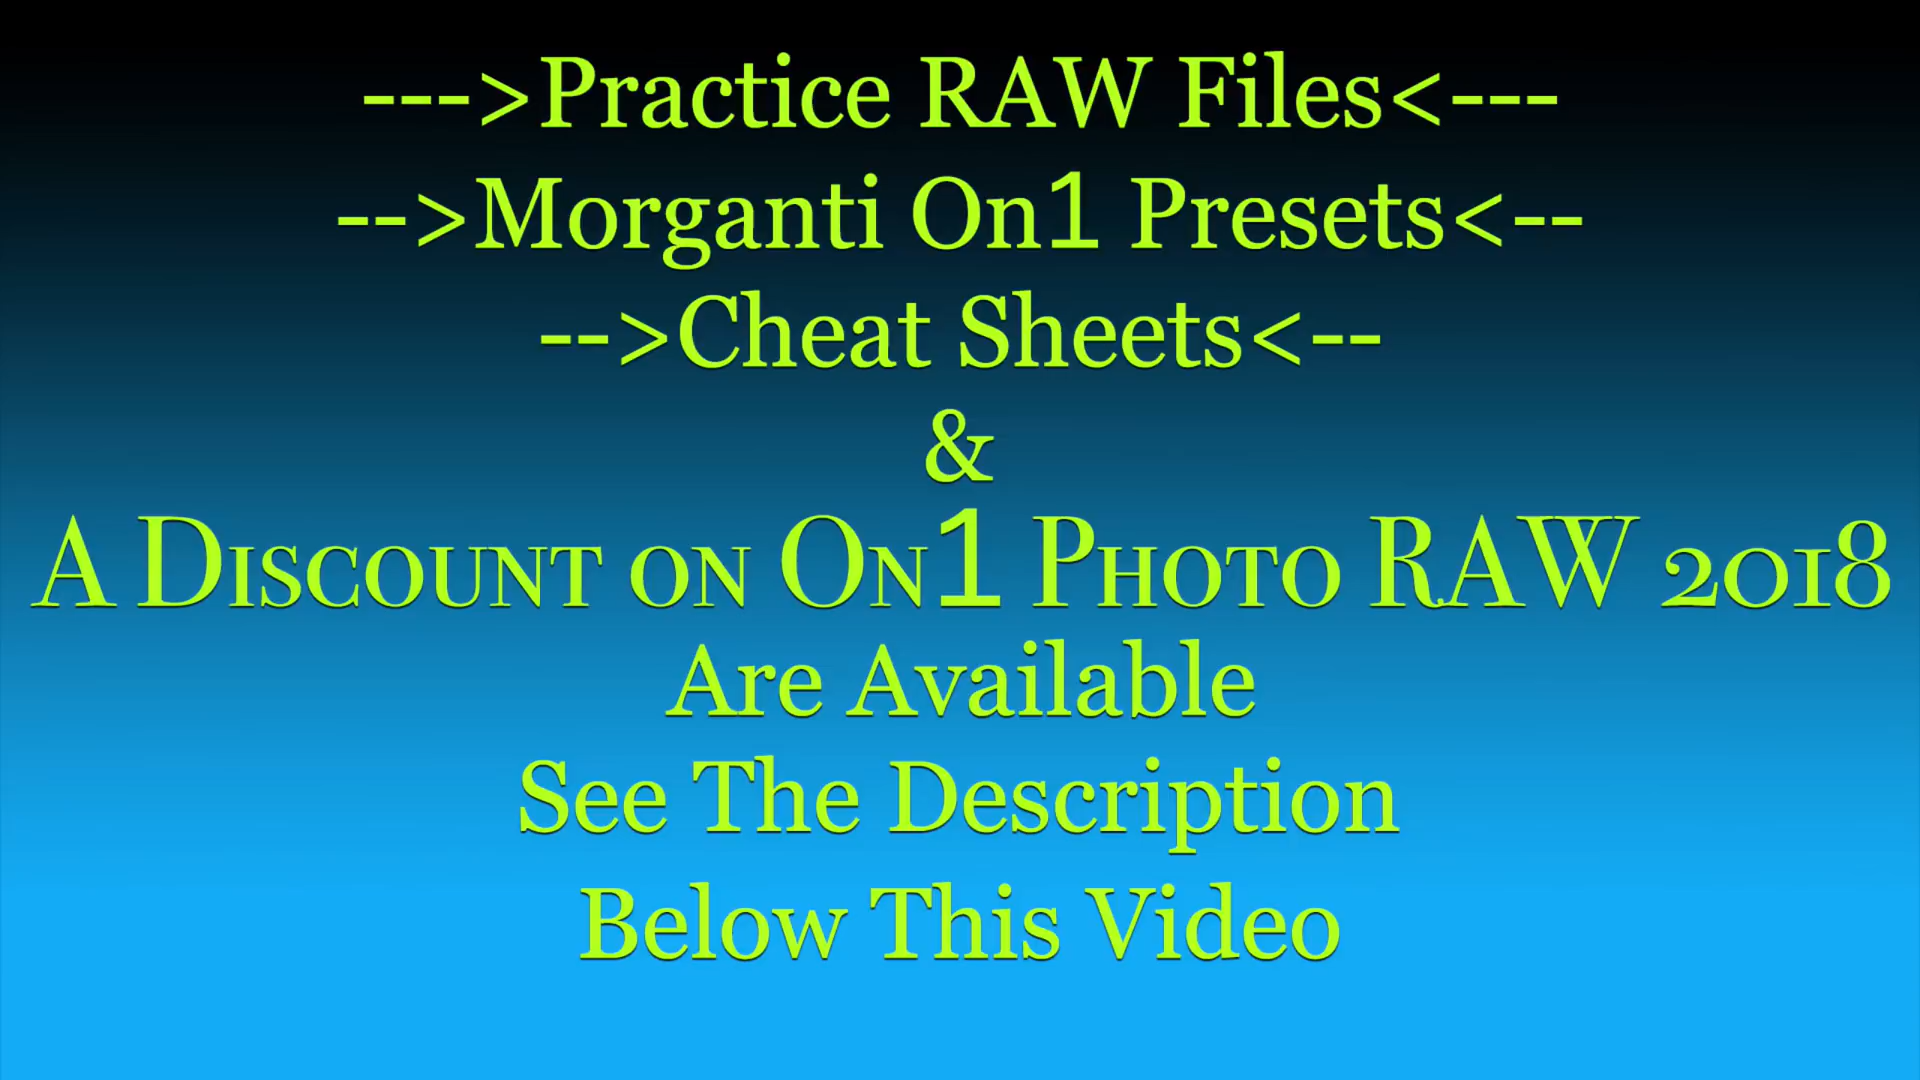 --->Practice RAW Files<---
-->Morganti On1 Presets<--
-->Cheat Sheets<--
&
A Discount on On1 Photo RAW 2018
Are Available
See The Description
Below This Video